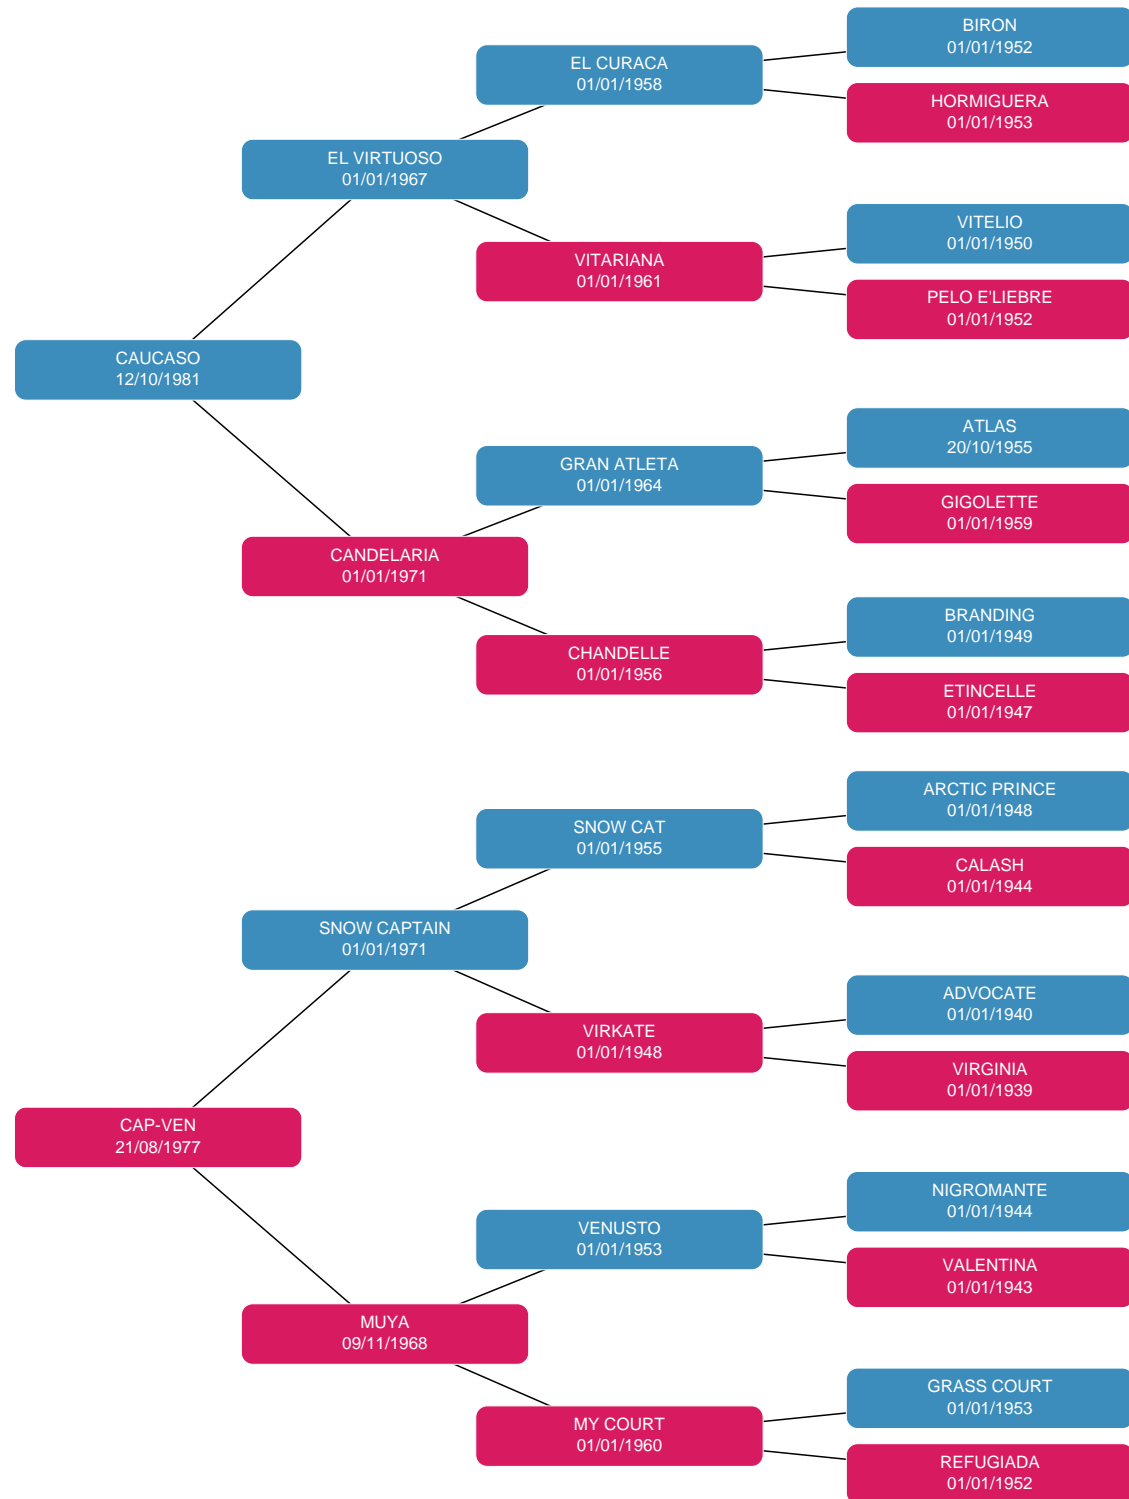 BIRON
01/01/1952
EL CURACA
01/01/1958
HORMIGUERA
01/01/1953
EL VIRTUOSO
01/01/1967
VITELIO
01/01/1950
VITARIANA
01/01/1961
PELO E'LIEBRE
01/01/1952
CAUCASO
12/10/1981
ATLAS
20/10/1955
GRAN ATLETA
01/01/1964
GIGOLETTE
01/01/1959
CANDELARIA
01/01/1971
BRANDING
01/01/1949
CHANDELLE
01/01/1956
ETINCELLE
01/01/1947
ARCTIC PRINCE
01/01/1948
SNOW CAT
01/01/1955
CALASH
01/01/1944
SNOW CAPTAIN
01/01/1971
ADVOCATE
01/01/1940
VIRKATE
01/01/1948
VIRGINIA
01/01/1939
CAP-VEN
21/08/1977
NIGROMANTE
01/01/1944
VENUSTO
01/01/1953
VALENTINA
01/01/1943
MUYA
09/11/1968
GRASS COURT
01/01/1953
MY COURT
01/01/1960
REFUGIADA
01/01/1952